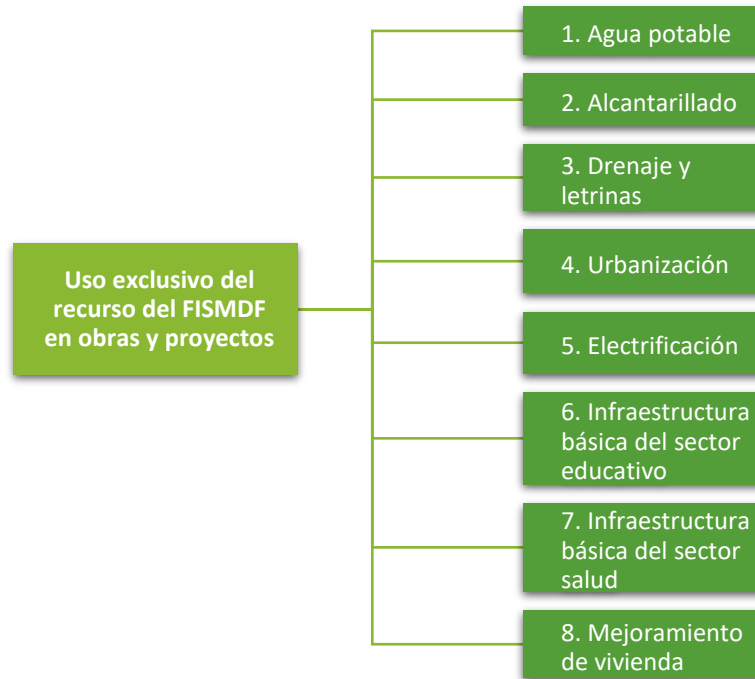 Uso exclusivo del
recurso del FISMDF
en obras y proyectos
1. Agua potable
2. Alcantarillado
3. Drenaje y
letrinas
4. Urbanización
5. Electrificación
6. Infraestructura
básica del sector
educativo
7. Infraestructura
básica del sector
salud
8. Mejoramiento
de vivienda